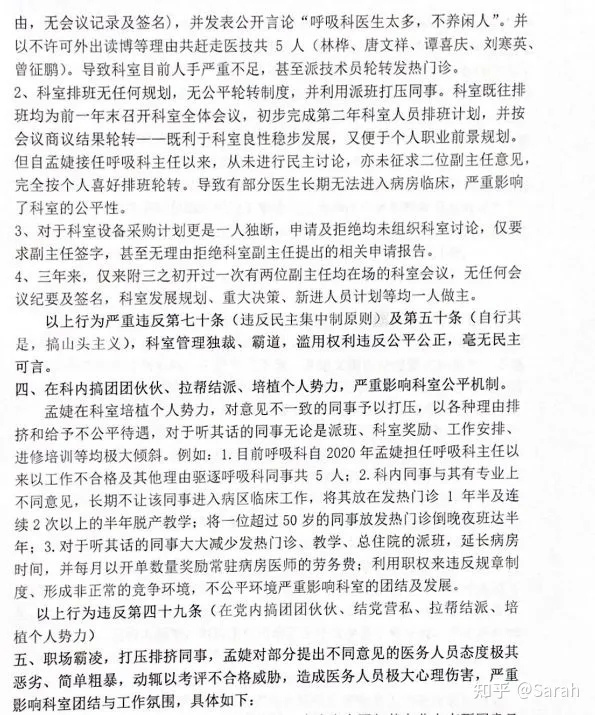 由，无会议记录及签名），并发表公开言论“呼吸科医生太多，不养闲人”。并
以不许可外出读博等理由共赶走医技共 5 人（林桦、唐文祥、谭喜庆、刘寒英、
曾征鹏）。导致科室目前人手严重不足，甚至派技术员轮转发热门诊。
2、科室排班无任何规划，无公平轮转制度，并利用派班打压同事。科室既往排
班均为前一年末召开科室全体会议，初步完成第二年科室人员排班计划，并按
会议商议结果轮转——既利于科室良性稳步发展，又便于个人职业前景规划。
但自孟婕接任呼吸科主任以来，从未进行民主讨论，亦未征求二位副主任意见，
完全按个人喜好排班轮转。导致有部分医生长期无法进入病房临床，严重影响
了科室的公平性。
3、对于科室设备采购计划更是一人独断，申请及拒绝均未组织科室讨论，仅要
求副主任签字，甚至无理由拒绝科室副主任提出的相关申请报告。
4、三年来，仅来附三之初开过一次有两位副主任均在场的科室会议，无任何会
议纪要及签名，科室发展规划、重大决策、新进人员计划等均一人做主。
以上行为严重违反第七十条（违反民主集中制原则）及第五十条（自行其
是，搞山头主义），科室管理独裁、霸道，滥用权利违反公平公正，毫无民主
可言。
四、在科内搞团团伙伙、拉帮结派、培植个人势力，严重影响科室公平机制。
孟婕在科室培植个人势力，对意见不一致的同事予以打压，以各种理由排
挤和给予不公平待遇，对于听其话的同事无论是派班、科室奖励、工作安排、
进修培训等均极大倾斜。例如：1.目前呼吸科自 2020 年孟婕担任呼吸科主任以
来以工作不合格及其他理由驱逐呼吸科同事共 5 人；2.科内同事与其有专业上
不同意见，长期不让该同事进入病区临床工作，将其放在发热门诊 1 年半及连
续 2 次以上的半年脱产教学；将一位超过 50 岁的同事放发热门诊倒晚夜班达半
年；3.对于听其话的同事大大减少发热门诊、教学、总住院的派班，延长病房
时间，并每月以开单数量奖励常驻病房医师的劳务费；利用职权来违反规章制
度、形成非正常的竞争环境，不公平环境严重影响科室的团结及发展。
以上行为违反第四十九条（在党内搞团团伙伙、结党营私、拉帮结派、培
植个人势力）
五、职场霸凌，打压排挤同事，孟婕对部分提出不同意见的医务人员态度极其
恶劣、简单粗暴，动辄以考评不合格威胁，造成医务人员极大心理伤害，严重
影响科室团结与工作氛围，具体如下：
知乎 @Sarah